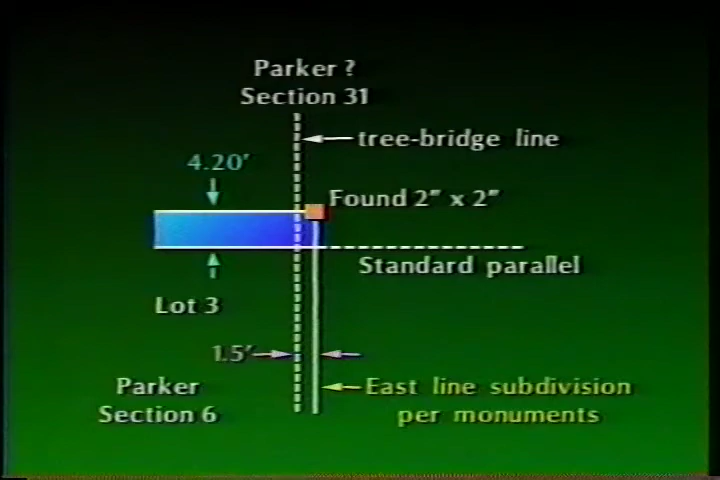 Parker ?
Section 31
tree-bridge line
4.20'
Found 2" x 2"
Standard parallel
Lot 3
1.5'
Parker
Section 6
East line subdivision
per monuments